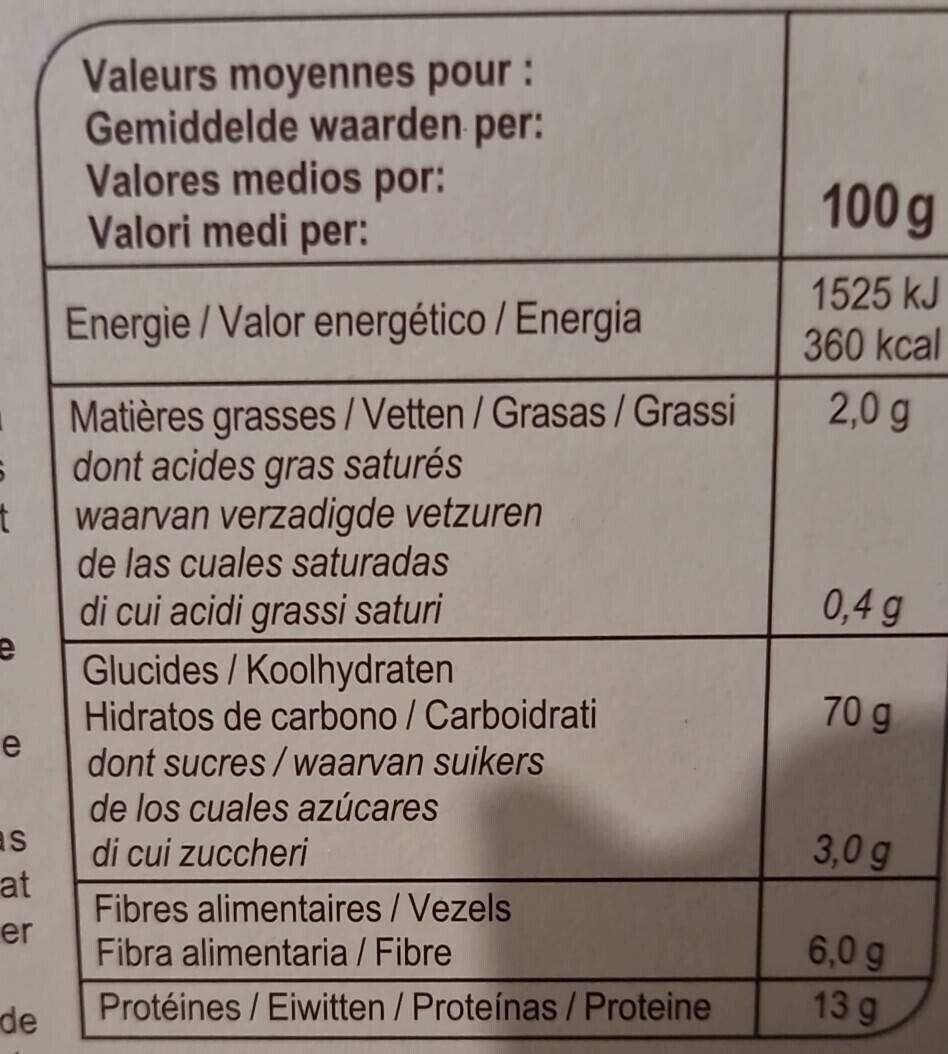 Valeurs moyennes pour :
Gemiddelde waarden per:
Valores medios por:
Valori medi per:
100 g
Energie / Valor energético / Energia
1525 kJ
360 kcal
Matières grasses / Vetten / Grasas / Grassi 2,0 g
dont acides gras saturés
waarvan verzadigde vetzuren
de las cuales saturadas
di cui acidi grassi saturi 0,4 g
Glucides / Koolhydraten
Hidratos de carbono / Carboidrati 70 g
dont sucres / waarvan suikers
de los cuales azúcares
di cui zuccheri 3,0 g
Fibres alimentaires / Vezels
Fibra alimentaria / Fibre 6,0 g
Protéines / Eiwitten / Proteínas / Proteine 13 g